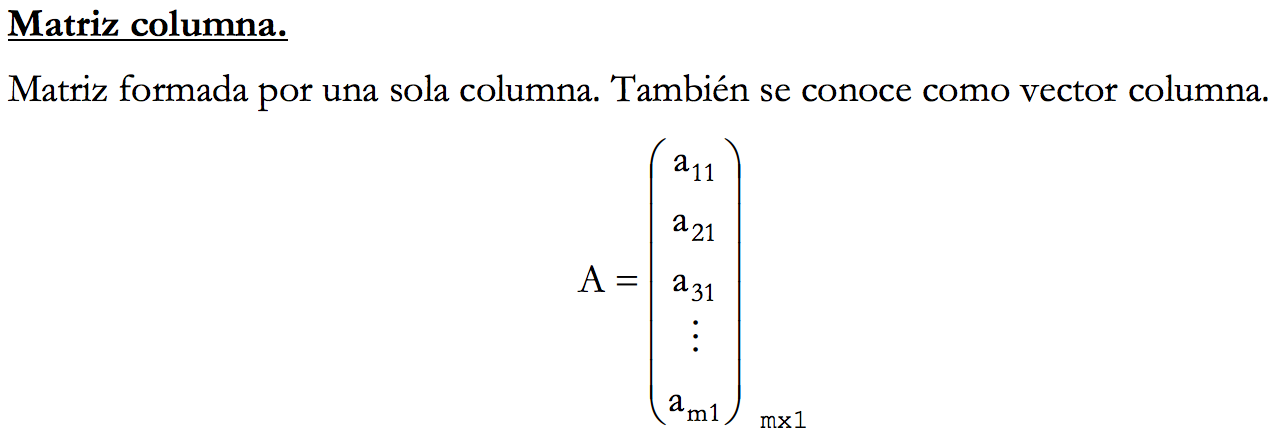 Matriz columna.
Matriz formada por una sola columna. También se conoce como vector columna.
a11
a21
A = a31
⋮
am1 mx1